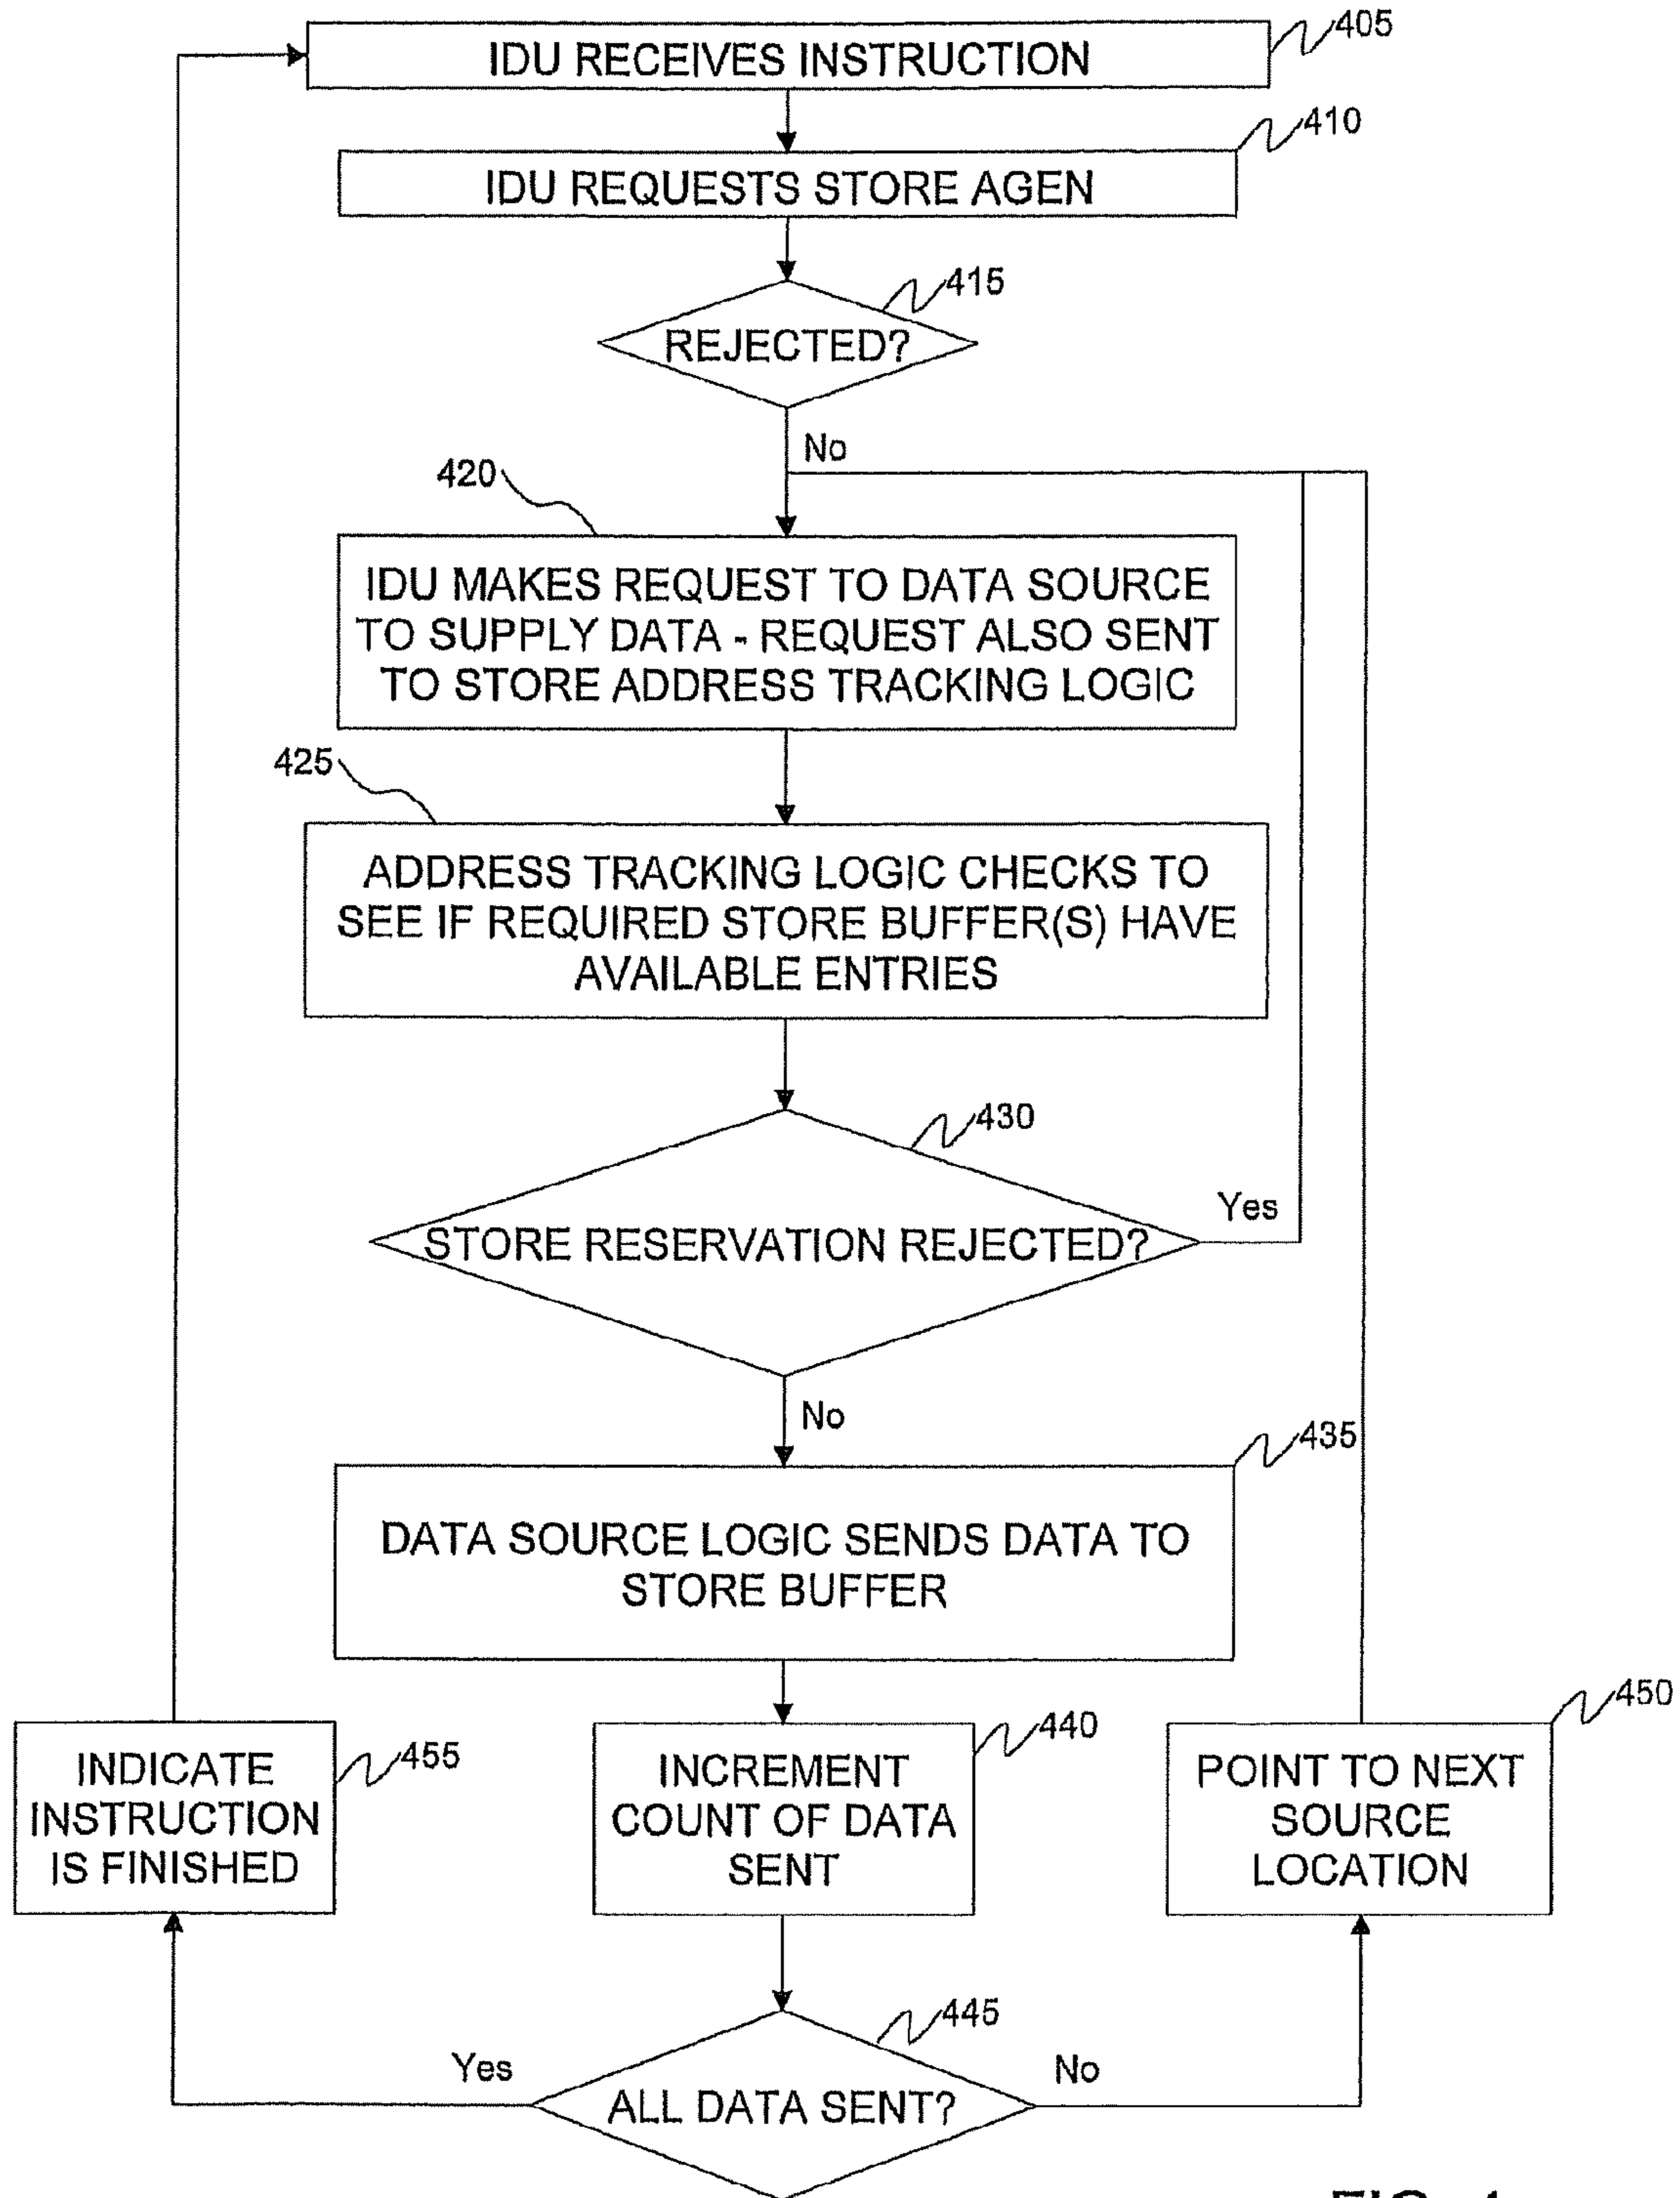 IDU RECEIVES INSTRUCTION
405
IDU REQUESTS STORE AGEN
410
REJECTED?
415
No
420
IDU MAKES REQUEST TO DATA SOURCE
TO SUPPLY DATA - REQUEST ALSO SENT
TO STORE ADDRESS TRACKING LOGIC
425
ADDRESS TRACKING LOGIC CHECKS TO
SEE IF REQUIRED STORE BUFFER(S) HAVE
AVAILABLE ENTRIES
430
STORE RESERVATION REJECTED?
Yes
No
435
DATA SOURCE LOGIC SENDS DATA TO
STORE BUFFER
INDICATE
INSTRUCTION
IS FINISHED
455
INCREMENT
COUNT OF DATA
SENT
440
POINT TO NEXT
SOURCE
LOCATION
450
445
Yes
ALL DATA SENT?
No